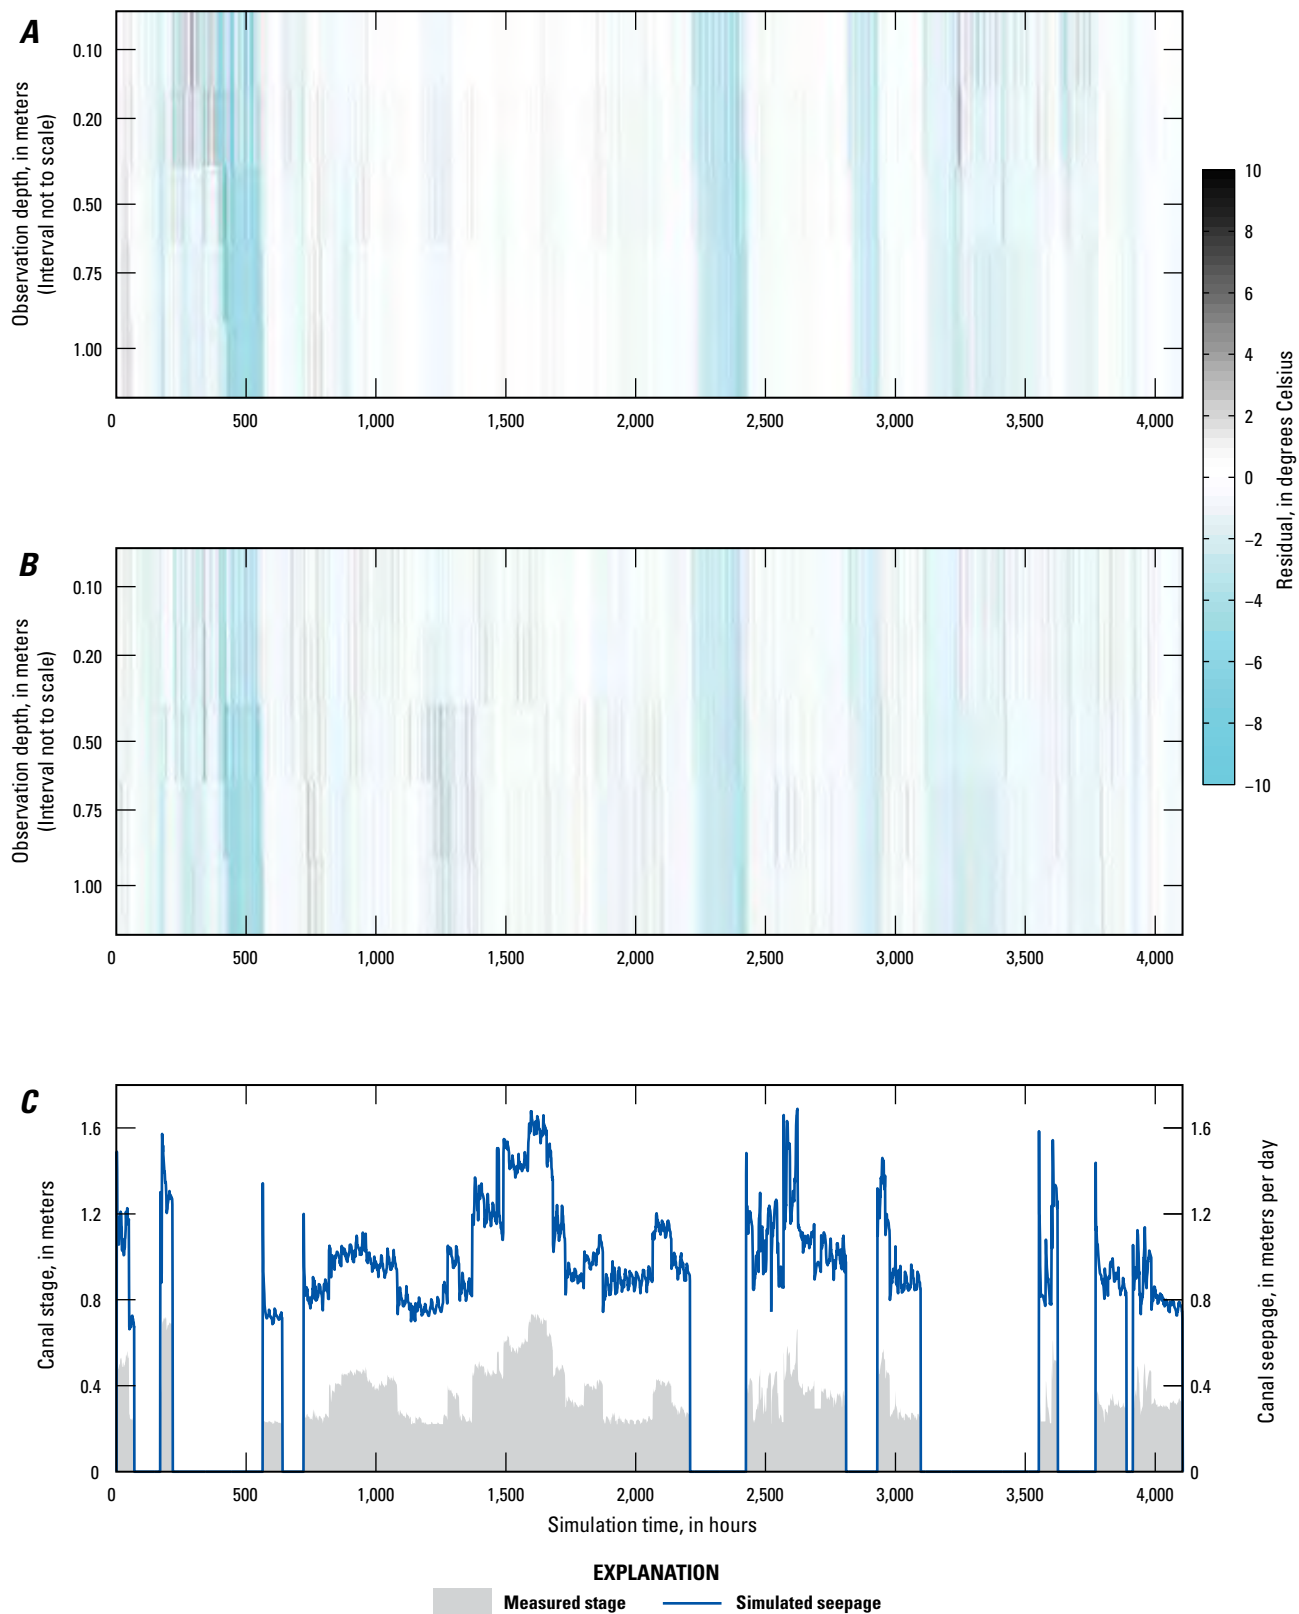 A
Observation depth, in meters
(Interval not to scale)
0.10
0.20
0.50
0.75
1.00
0 500 1,000 1,500 2,000 2,500 3,000 3,500 4,000
10
8
6
4
2
0
−2
−4
−6
−8
−10
Residual, in degrees Celsius
B
Observation depth, in meters
(Interval not to scale)
0.10
0.20
0.50
0.75
1.00
0 500 1,000 1,500 2,000 2,500 3,000 3,500 4,000
C
Canal stage, in meters
1.6
1.2
0.8
0.4
0
1.6
1.2
0.8
0.4
0
Canal seepage, in meters per day
0 500 1,000 1,500 2,000 2,500 3,000 3,500 4,000
Simulation time, in hours
EXPLANATION
Measured stage Simulated seepage